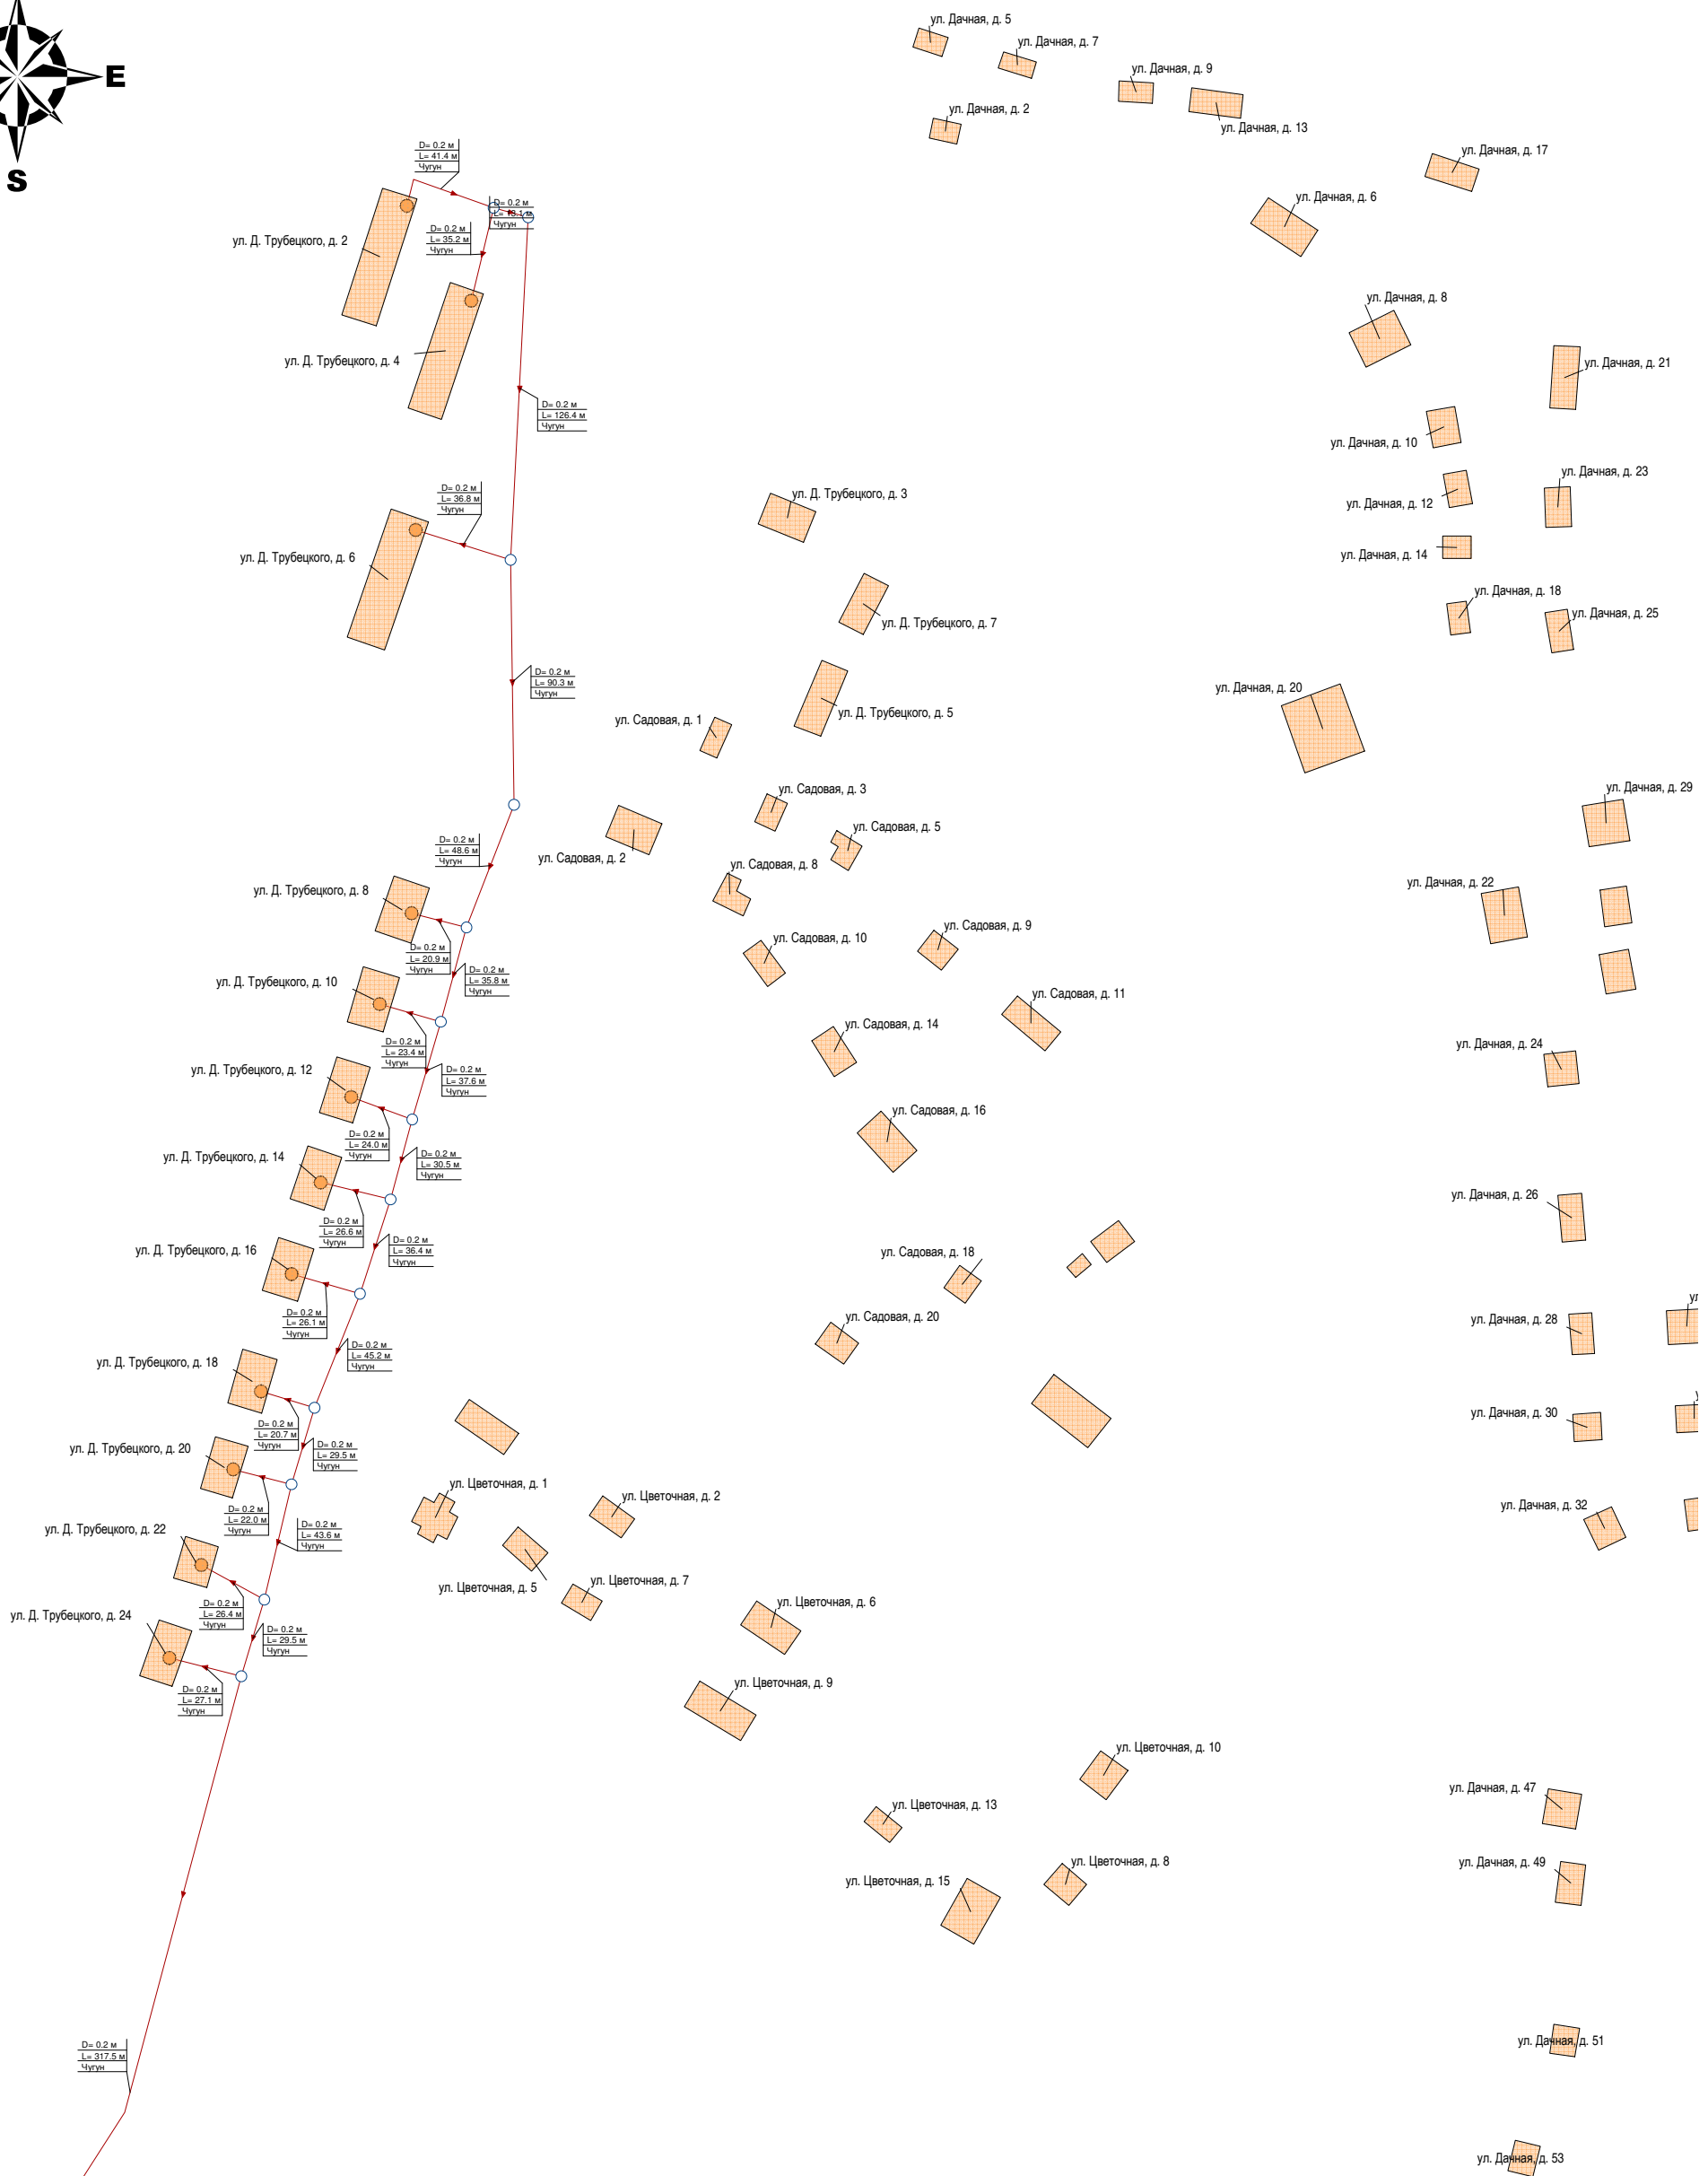 E
S
ул. Дачная, д. 5
ул. Дачная, д. 7
ул. Дачная, д. 9
ул. Дачная, д. 2
ул. Дачная, д. 13
ул. Дачная, д. 17
ул. Дачная, д. 6
ул. Дачная, д. 8
ул. Дачная, д. 21
ул. Дачная, д. 10
ул. Дачная, д. 23
ул. Дачная, д. 12
ул. Дачная, д. 14
ул. Дачная, д. 18
ул. Дачная, д. 25
ул. Дачная, д. 20
ул. Дачная, д. 29
ул. Дачная, д. 22
ул. Дачная, д. 24
ул. Дачная, д. 26
ул. Дачная, д. 28
ул. Дачная, д. 30
ул. Дачная, д. 32
ул. Дачная, д. 47
ул. Дачная, д. 49
ул. Дачная, д. 51
ул. Дачная, д. 53
D= 0.2 м
L= 41.4 м
Чугун
D= 0.2 м
L= 13.1 м
Чугун
D= 0.2 м
L= 35.2 м
Чугун
ул. Д. Трубецкого, д. 2
ул. Д. Трубецкого, д. 4
D= 0.2 м
L= 126.4 м
Чугун
D= 0.2 м
L= 36.8 м
Чугун
ул. Д. Трубецкого, д. 6
ул. Д. Трубецкого, д. 3
ул. Д. Трубецкого, д. 7
ул. Д. Трубецкого, д. 5
D= 0.2 м
L= 90.3 м
Чугун
ул. Садовая, д. 1
ул. Садовая, д. 3
ул. Садовая, д. 5
ул. Садовая, д. 2
ул. Садовая, д. 8
ул. Садовая, д. 10
ул. Садовая, д. 9
ул. Садовая, д. 11
ул. Садовая, д. 14
ул. Садовая, д. 16
ул. Садовая, д. 18
ул. Садовая, д. 20
D= 0.2 м
L= 48.6 м
Чугун
ул. Д. Трубецкого, д. 8
D= 0.2 м
L= 20.9 м
Чугун
D= 0.2 м
L= 35.8 м
Чугун
ул. Д. Трубецкого, д. 10
D= 0.2 м
L= 23.4 м
Чугун
D= 0.2 м
L= 37.6 м
Чугун
ул. Д. Трубецкого, д. 12
D= 0.2 м
L= 24.0 м
Чугун
D= 0.2 м
L= 30.5 м
Чугун
ул. Д. Трубецкого, д. 14
D= 0.2 м
L= 26.6 м
Чугун
D= 0.2 м
L= 36.4 м
Чугун
ул. Д. Трубецкого, д. 16
D= 0.2 м
L= 26.1 м
Чугун
D= 0.2 м
L= 45.2 м
Чугун
ул. Д. Трубецкого, д. 18
D= 0.2 м
L= 20.7 м
Чугун
D= 0.2 м
L= 29.5 м
Чугун
ул. Д. Трубецкого, д. 20
D= 0.2 м
L= 22.0 м
Чугун
D= 0.2 м
L= 43.6 м
Чугун
ул. Д. Трубецкого, д. 22
D= 0.2 м
L= 26.4 м
Чугун
D= 0.2 м
L= 29.5 м
Чугун
ул. Д. Трубецкого, д. 24
D= 0.2 м
L= 27.1 м
Чугун
ул. Цветочная, д. 1
ул. Цветочная, д. 2
ул. Цветочная, д. 5
ул. Цветочная, д. 7
ул. Цветочная, д. 6
ул. Цветочная, д. 9
ул. Цветочная, д. 10
ул. Цветочная, д. 13
ул. Цветочная, д. 8
ул. Цветочная, д. 15
D= 0.2 м
L= 317.5 м
Чугун